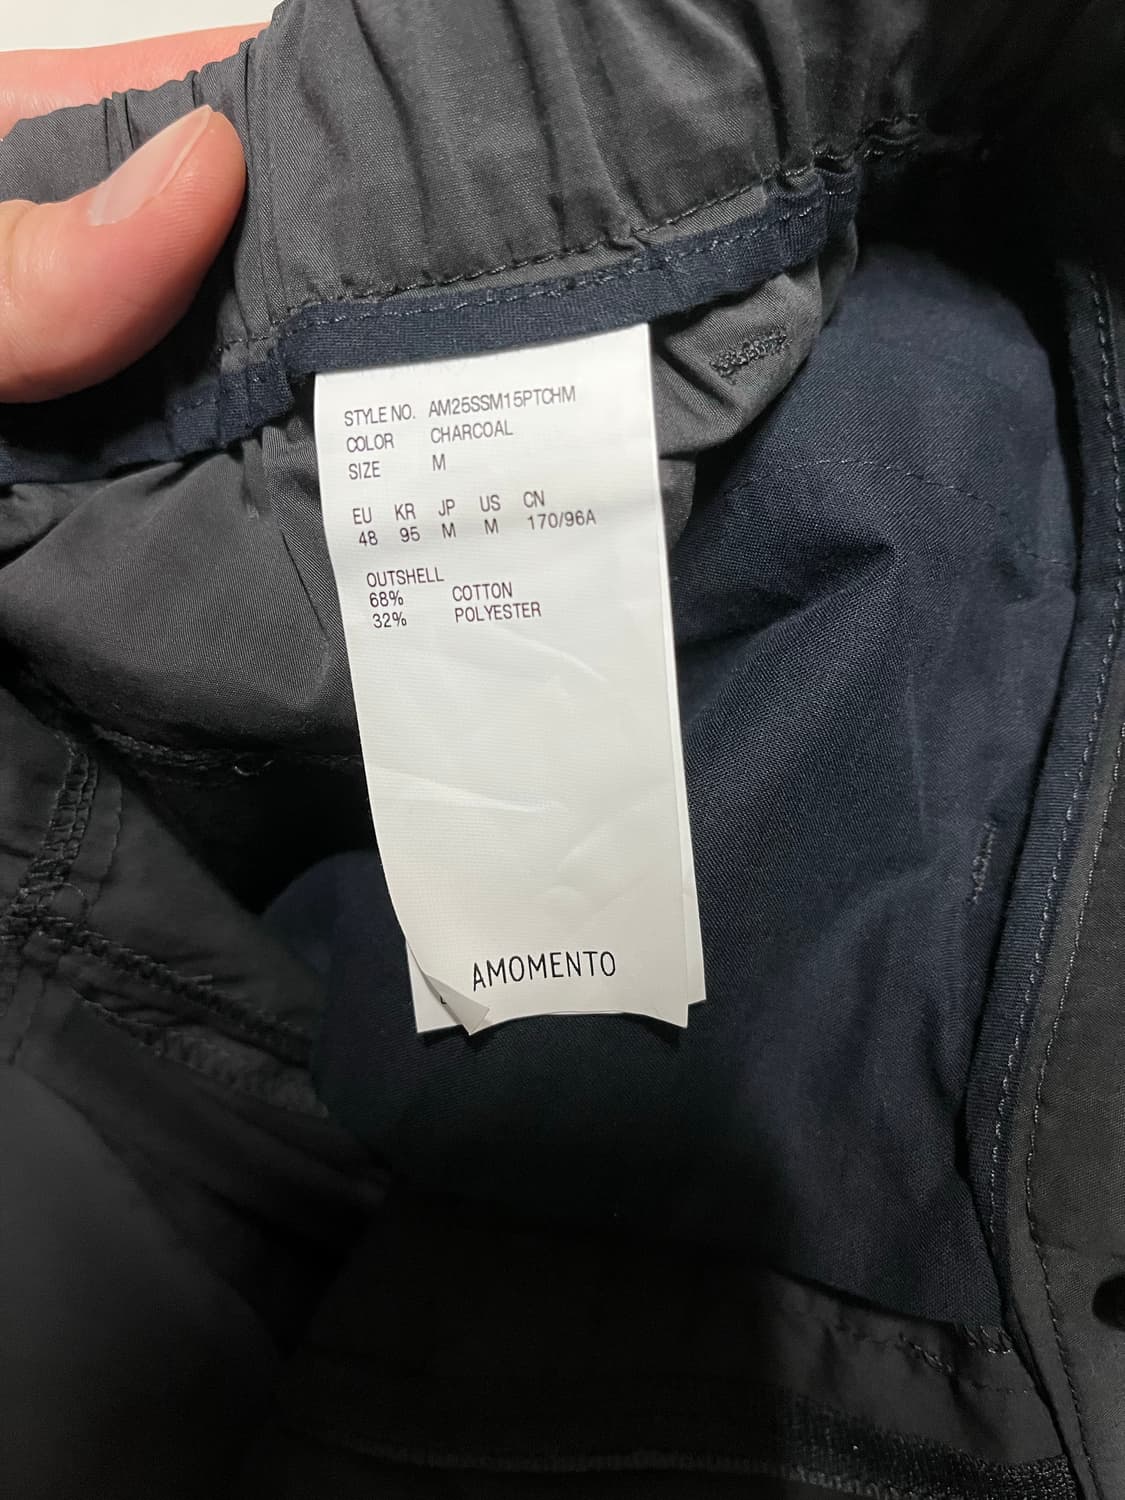 STYLE NO. AM25SSM15PTCHM
COLOR CHARCOAL
SIZE M
EU KR JP US CN
48 95 M M 170/96A
OUTSHELL
68% COTTON
32% POLYESTER
AMOMENTO